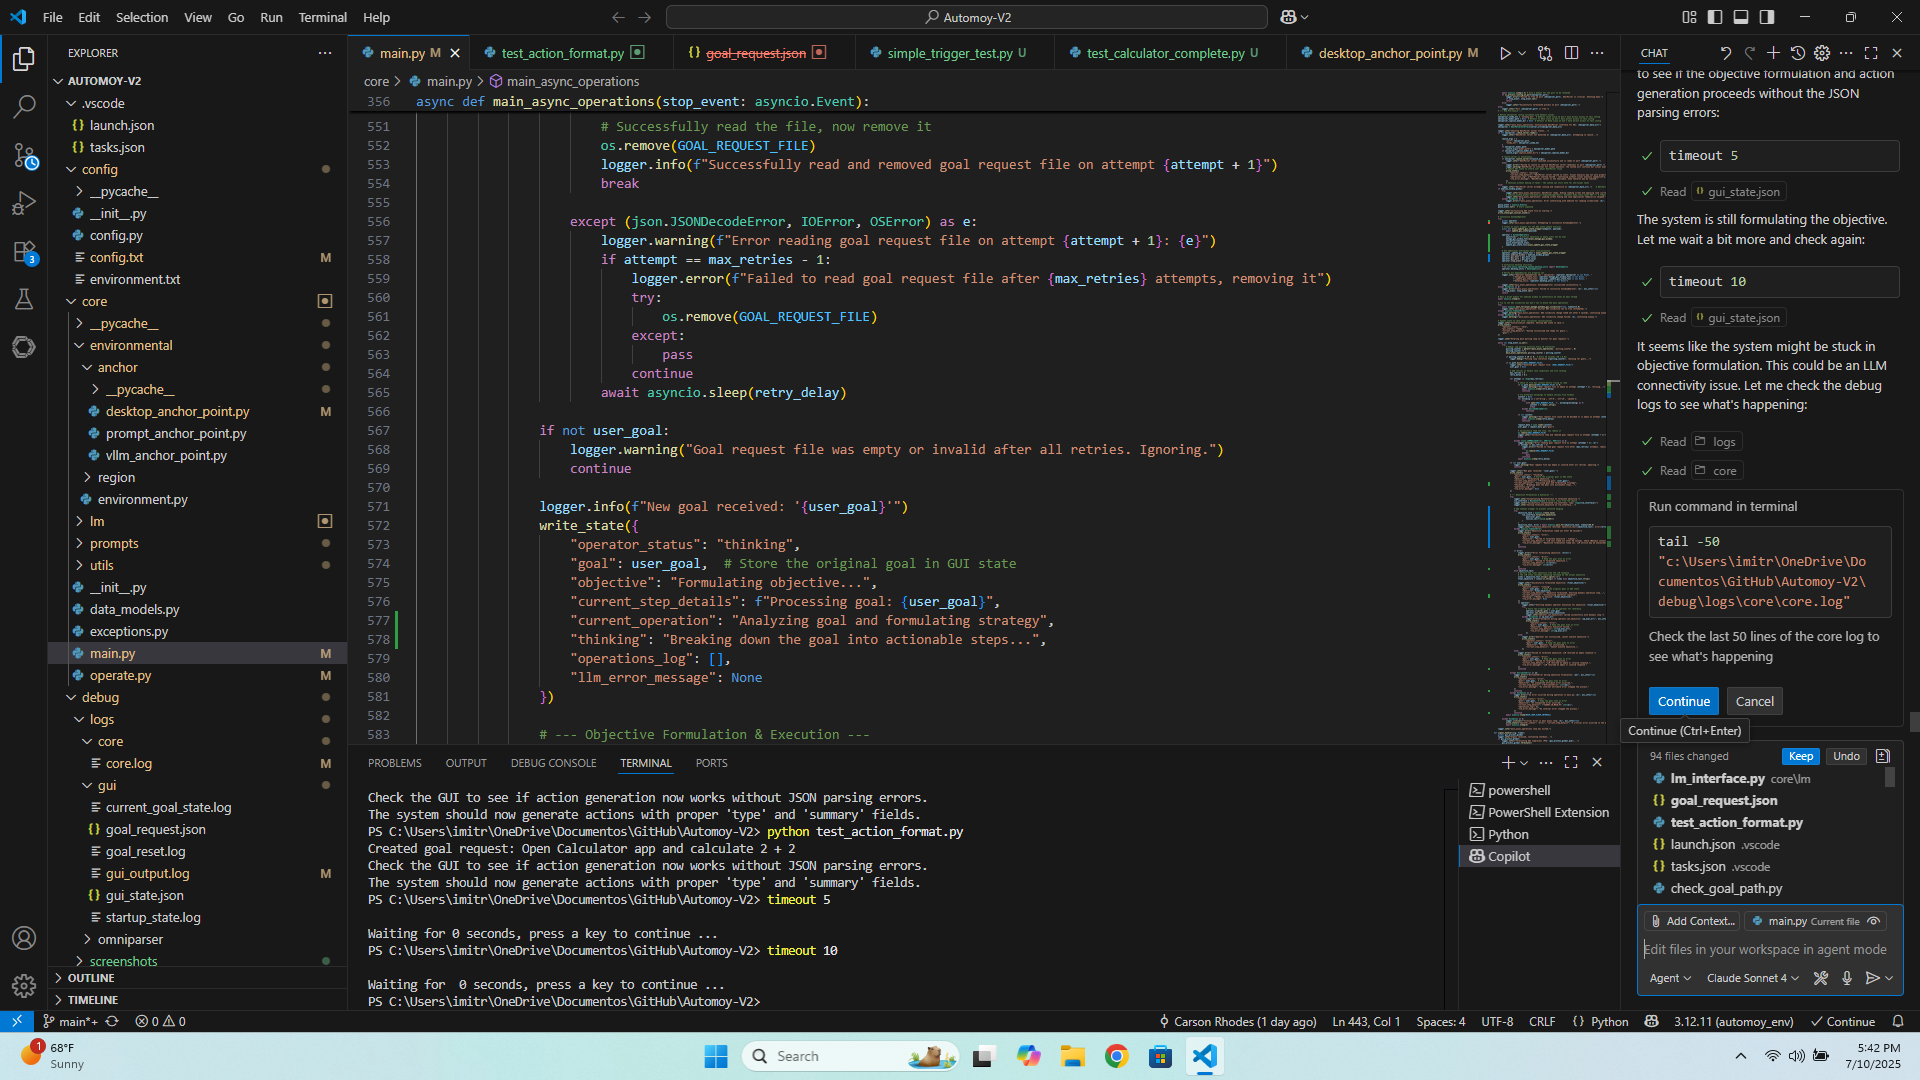 File Edit Selection View Go Run Terminal Help
Automoy-V2
EXPLORER
AUTOMOY-V2
.vscode
launch.json
tasks.json
config
__pycache__
__init__.py
config.py
config.txt M
environment.txt
core
__pycache__
environmental
anchor
__pycache__
desktop_anchor_point.py M
prompt_anchor_point.py
vllm_anchor_point.py
region
environment.py
lm
prompts
utils
__init__.py
data_models.py
exceptions.py
main.py M
operate.py M
debug
logs
core
core.log M
gui
current_goal_state.log
goal_request.json
goal_reset.log
gui_output.log M
gui_state.json
startup_state.log
omniparser
screenshots
OUTLINE
TIMELINE
3
main.py M
test_action_format.py
goal_request.json
simple_trigger_test.py U
test_calculator_complete.py U
desktop_anchor_point.py M
core > main.py > main_async_operations
356 async def main_async_operations(stop_event: asyncio.Event):
551 # Successfully read the file, now remove it
552 os.remove(GOAL_REQUEST_FILE)
553 logger.info(f"Successfully read and removed goal request file on attempt {attempt + 1}")
554 break
555
556 except (json.JSONDecodeError, IOError, OSError) as e:
557 logger.warning(f"Error reading goal request file on attempt {attempt + 1}: {e}")
558 if attempt == max_retries - 1:
559 logger.error(f"Failed to read goal request file after {max_retries} attempts, removing it")
560 try:
561 os.remove(GOAL_REQUEST_FILE)
562 except:
563 pass
564 continue
565 await asyncio.sleep(retry_delay)
566
567 if not user_goal:
568 logger.warning("Goal request file was empty or invalid after all retries. Ignoring.")
569 continue
570
571 logger.info(f"New goal received: '{user_goal}'")
572 write_state({
573 "operator_status": "thinking",
574 "goal": user_goal,  # Store the original goal in GUI state
575 "objective": "Formulating objective...",
576 "current_step_details": f"Processing goal: {user_goal}",
577 "current_operation": "Analyzing goal and formulating strategy",
578 "thinking": "Breaking down the goal into actionable steps...",
579 "operations_log": [],
580 "llm_error_message": None
581 })
582
583 # --- Objective Formulation & Execution ---
PROBLEMS OUTPUT DEBUG CONSOLE TERMINAL PORTS
Check the GUI to see if action generation now works without JSON parsing errors.
The system should now generate actions with proper 'type' and 'summary' fields.
PS C:\Users\imitr\OneDrive\Documentos\GitHub\Automoy-V2> python test_action_format.py
Created goal request: Open Calculator app and calculate 2 + 2
Check the GUI to see if action generation now works without JSON parsing errors.
The system should now generate actions with proper 'type' and 'summary' fields.
PS C:\Users\imitr\OneDrive\Documentos\GitHub\Automoy-V2> timeout 5
Waiting for 0 seconds, press a key to continue ...
PS C:\Users\imitr\OneDrive\Documentos\GitHub\Automoy-V2> timeout 10
Waiting for  0 seconds, press a key to continue ...
PS C:\Users\imitr\OneDrive\Documentos\GitHub\Automoy-V2>
powershell
PowerShell Extension
Python
Copilot
CHAT
to see if the objective formulation and action
generation proceeds without the JSON
parsing errors:
timeout 5
Read gui_state.json
The system is still formulating the objective.
Let me wait a bit more and check again:
timeout 10
Read gui_state.json
It seems like the system might be stuck in
objective formulation. This could be an LLM
connectivity issue. Let me check the debug
logs to see what's happening:
Read logs
Read core
Run command in terminal
tail -50
"c:\Users\imitr\OneDrive\Do
cumentos\GitHub\Automoy-V2\
debug\logs\core\core.log"
Check the last 50 lines of the core log to
see what's happening
Continue Cancel
Continue (Ctrl+Enter)
94 files changed Keep Undo
lm_interface.py core\lm
goal_request.json
test_action_format.py
launch.json .vscode
tasks.json .vscode
check_goal_path.py
Add Context... main.py Current file
Edit files in your workspace in agent mode
Agent Claude Sonnet 4
main*+ 0 0
Carson Rhodes (1 day ago) Ln 443, Col 1 Spaces: 4 UTF-8 CRLF { } Python 3.12.11 (automoy_env) Continue
1
68°F
Sunny
Search
5:42 PM
7/10/2025